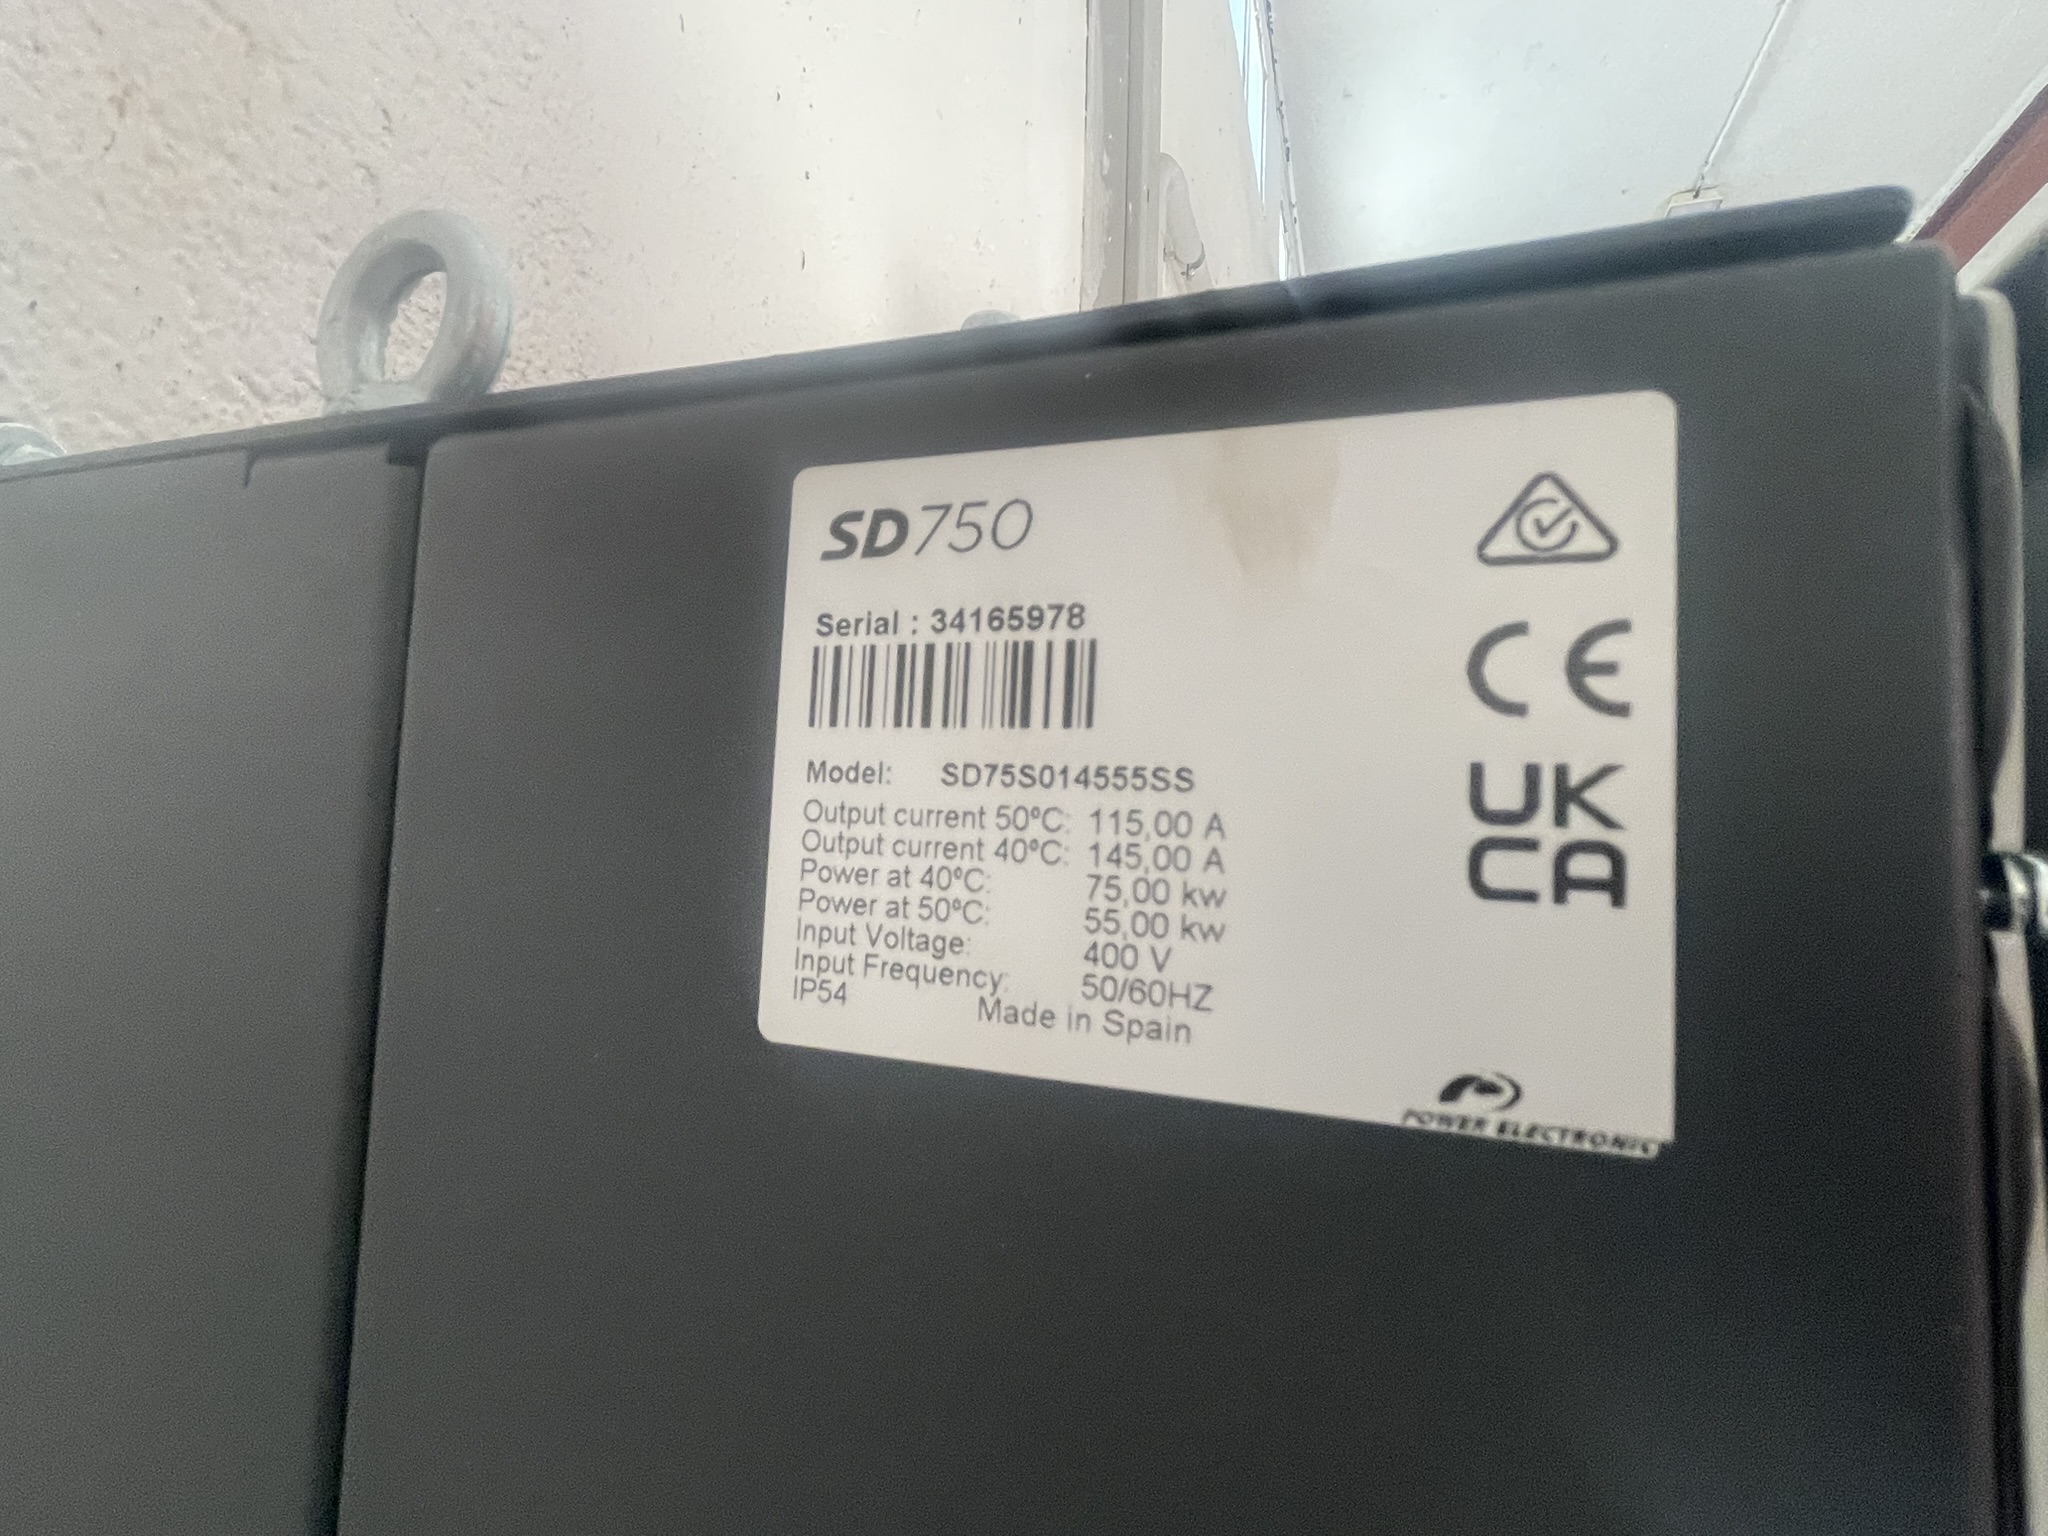 SD750
Serial : 34165978
Model: SD75S014555SS
Output current 50ºC: 115,00 A
Output current 40ºC: 145,00 A
Power at 40ºC: 75,00 kw
Power at 50ºC: 55,00 kw
Input Voltage: 400 V
Input Frequency: 50/60HZ
IP54
Made in Spain
CE
UK
CA
POWER ELECTRONICS